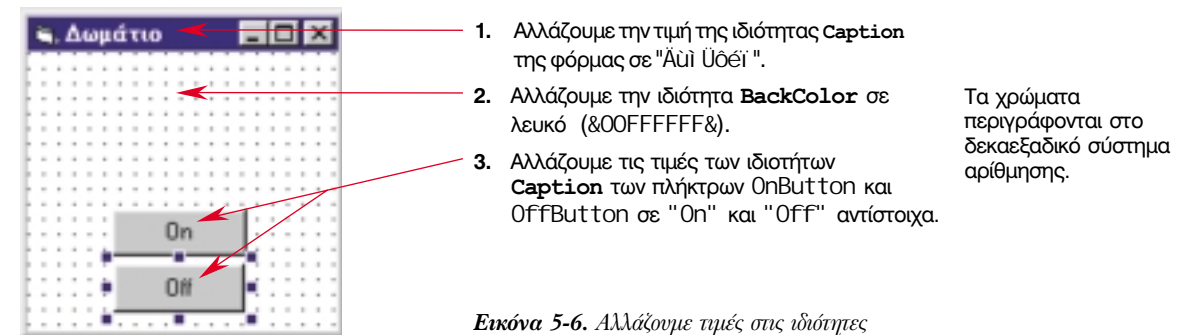 Δωμάτιο
1. Αλλάζουμε την τιμή της ιδιότητας Caption
της φόρμας σε "Äùì Üôéï ".
2. Αλλάζουμε την ιδιότητα BackColor σε
λευκό (&00FFFFFF&).
3. Αλλάζουμε τις τιμές των ιδιοτήτων
Caption των πλήκτρων OnButton και
OffButton σε "On" και "Off" αντίστοιχα.
Τα χρώματα
περιγράφονται στο
δεκαεξαδικό σύστημα
αρίθμησης.
On
Off
Εικόνα 5-6. Αλλάζουμε τιμές στις ιδιότητες